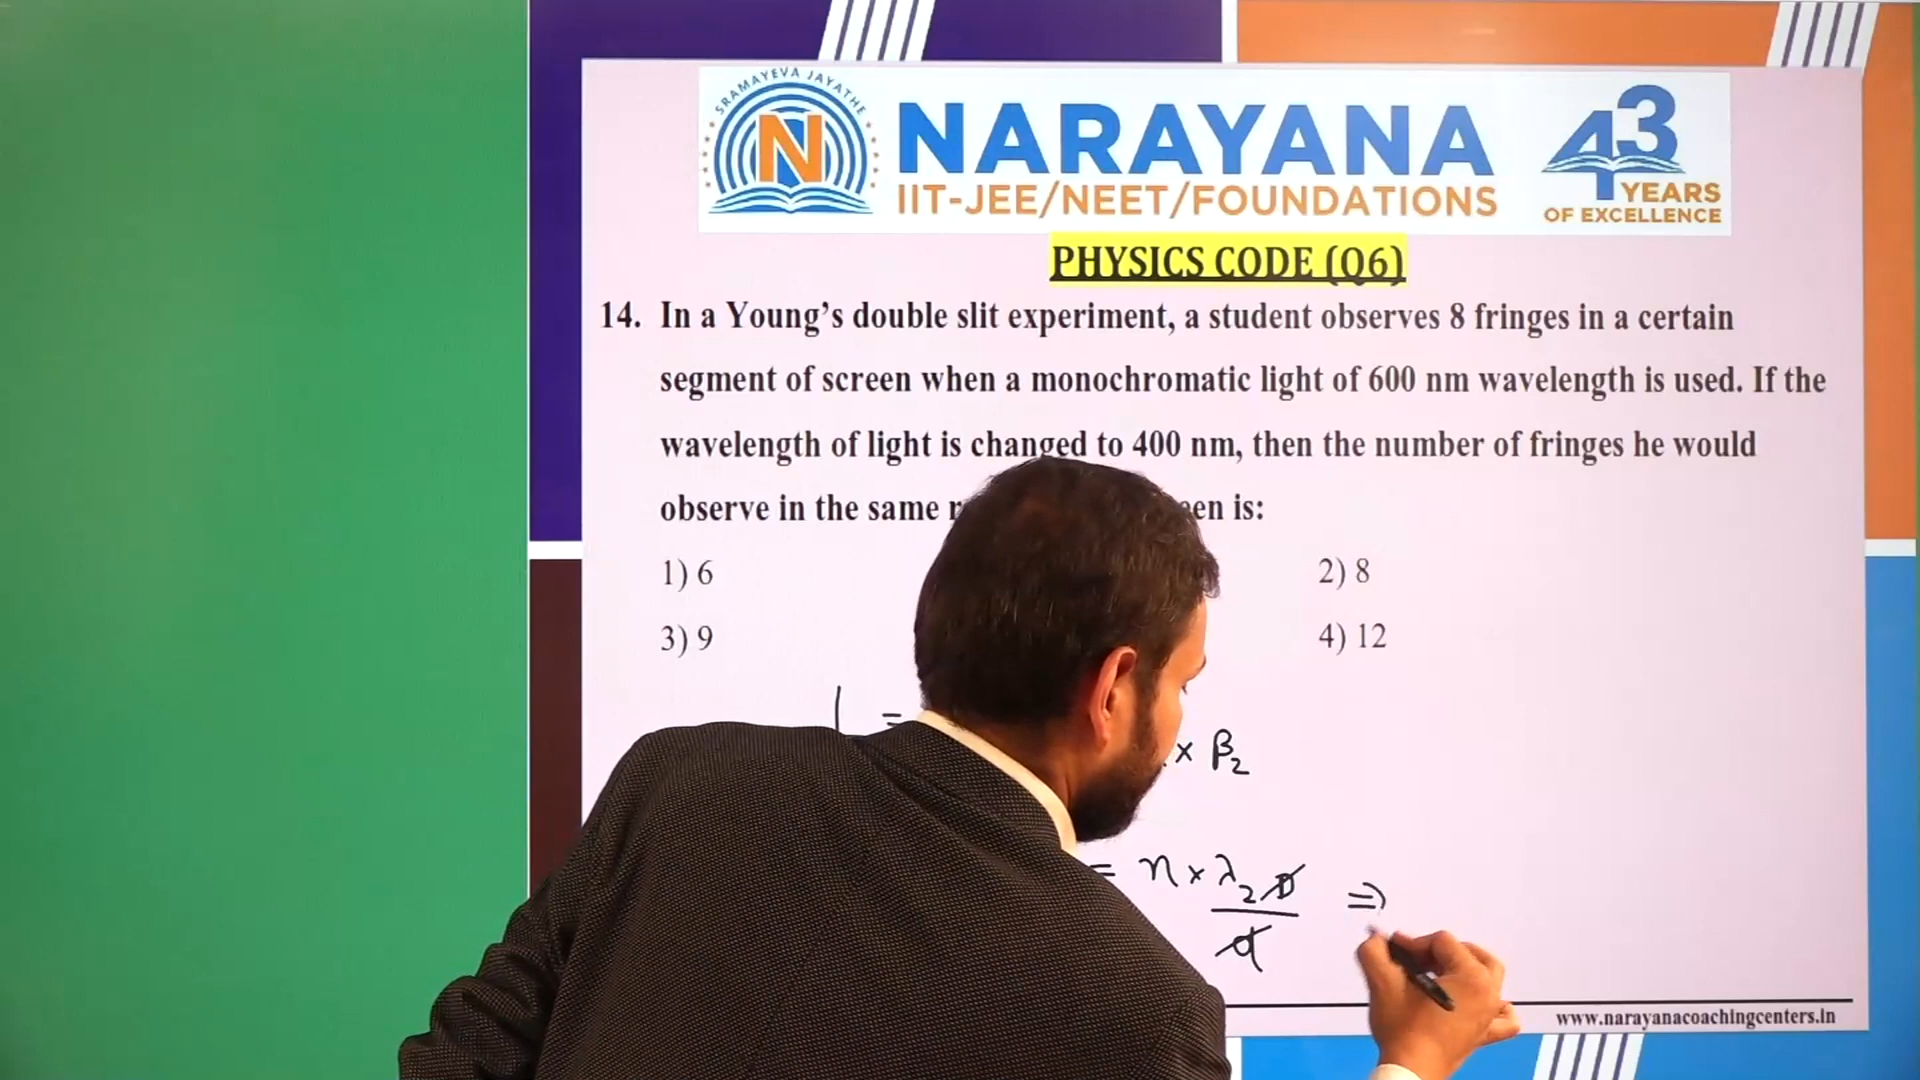 SRAMAYEVA JAYATHE
N
NARAYANA
IIT-JEE/NEET/FOUNDATIONS
43
YEARS
OF EXCELLENCE
PHYSICS CODE (Q6)
14. In a Young’s double slit experiment, a student observes 8 fringes in a certain
segment of screen when a monochromatic light of 600 nm wavelength is used. If the
wavelength of light is changed to 400 nm, then the number of fringes he would
observe in the same is:
1) 6
2) 8
3) 9
4) 12
l =
x β₂
= n x λ₂D ⇒
d
www.narayanacoachingcenters.in